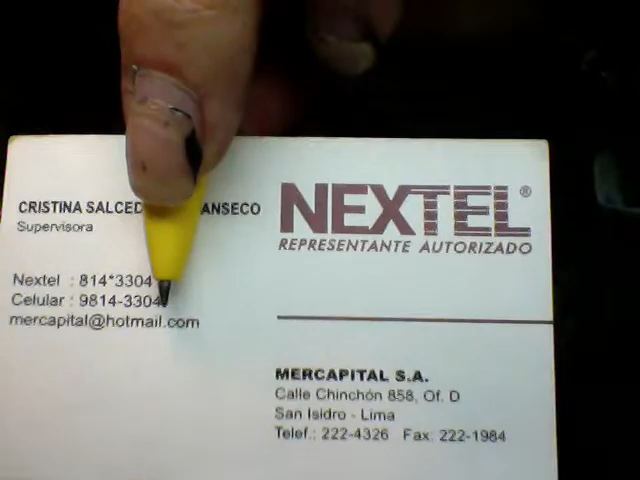 CRISTINA SALCED ANSECO
Supervisora
Nextel : 814*3304
Celular : 9814-3304
mercapital@hotmail.com
NEXTEL®
REPRESENTANTE AUTORIZADO
MERCAPITAL S.A.
Calle Chinchón 858, Of. D
San Isidro - Lima
Telef.: 222-4326 Fax: 222-1984